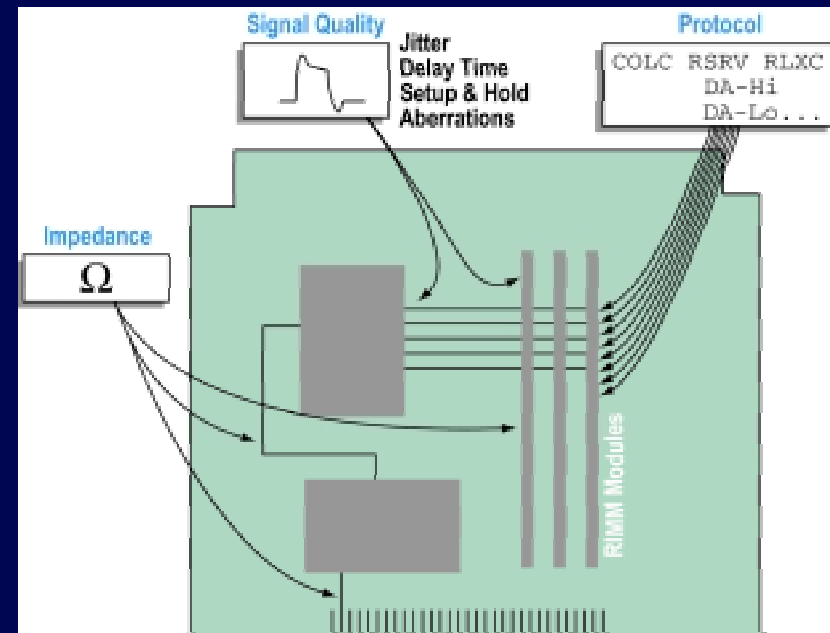 Signal Quality
Jitter
Delay Time
Setup & Hold
Aberrations
Protocol
COLC RSRV RLXC
DA-Hi
DA-Lo...
Impedance
Ω
RIMM Modules